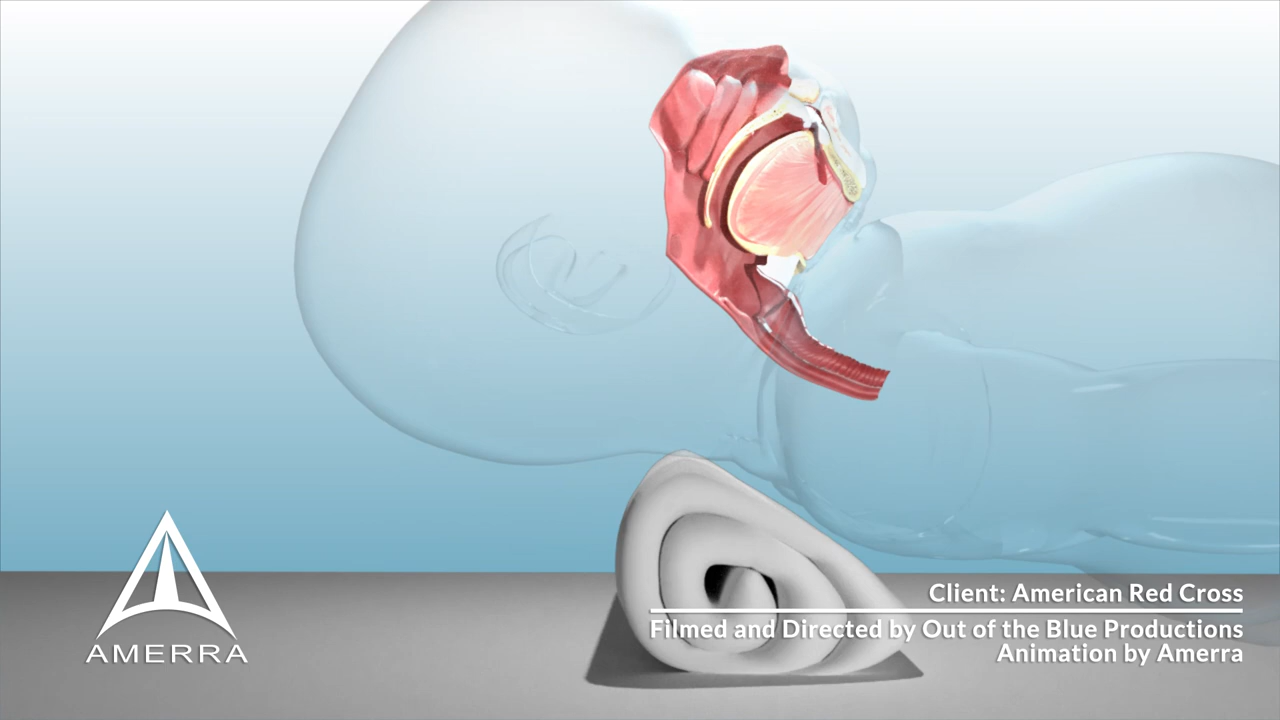 AMERRA
Client: American Red Cross
Filmed and Directed by Out of the Blue Productions
Animation by Amerra